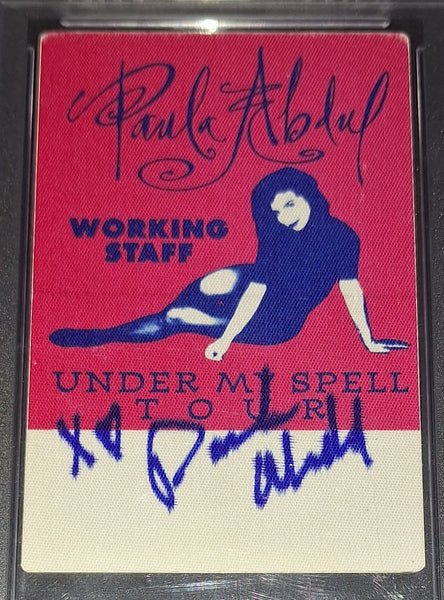 Paula Abdul
WORKING
STAFF
UNDER MY SPELL
TOUR
XO Paula Abdul